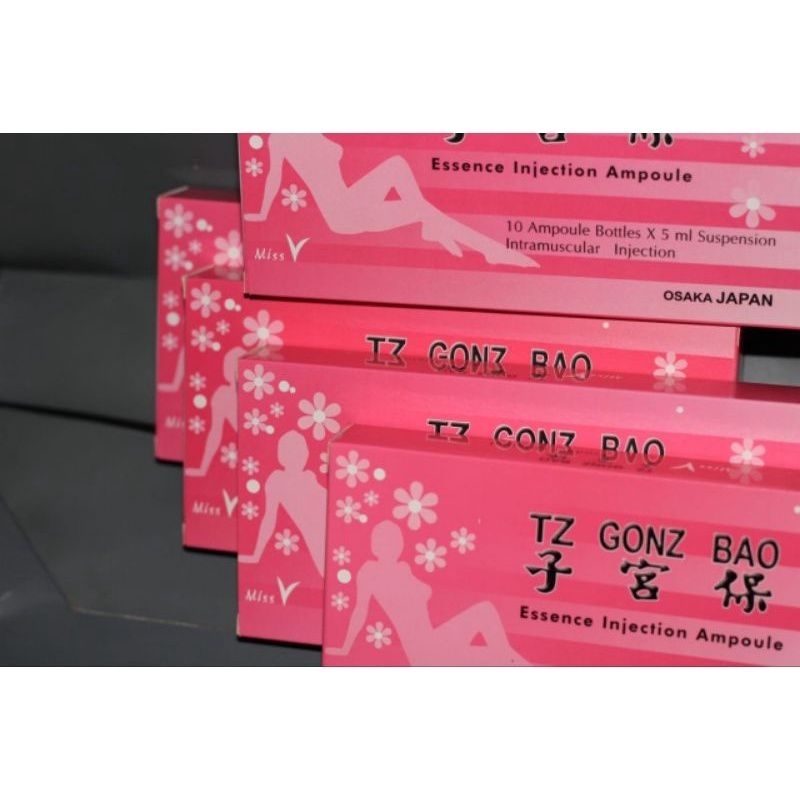 Essence Injection Ampoule
10 Ampoule Bottles X 5 ml Suspension
Intramuscular Injection
Miss V
OSAKA JAPAN
TZ GONZ BAO
Miss V
TZ GONZ BAO
Miss V
TZ GONZ BAO
子宮保
Essence Injection Ampoule